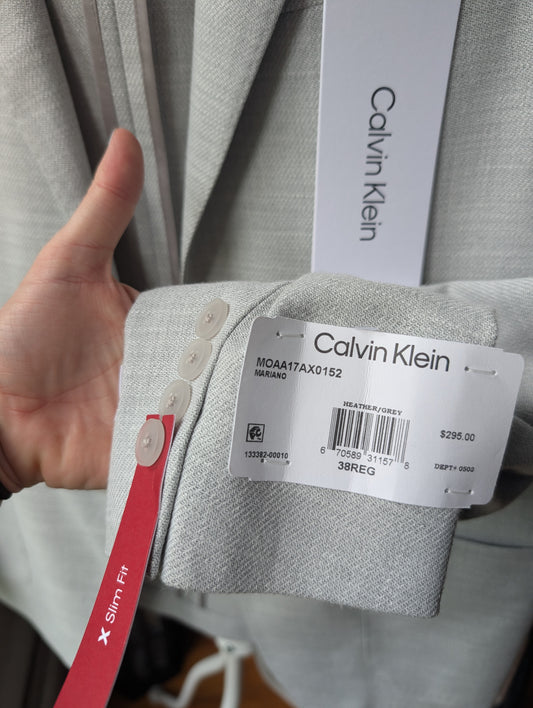 Calvin Klein
Calvin Klein
MOAA17AX0152
MARIANO
HEATHER/GREY
$295.00
6 70589 31157 8
133382-00010
38REG
DEPT# 0503
X Slim Fit